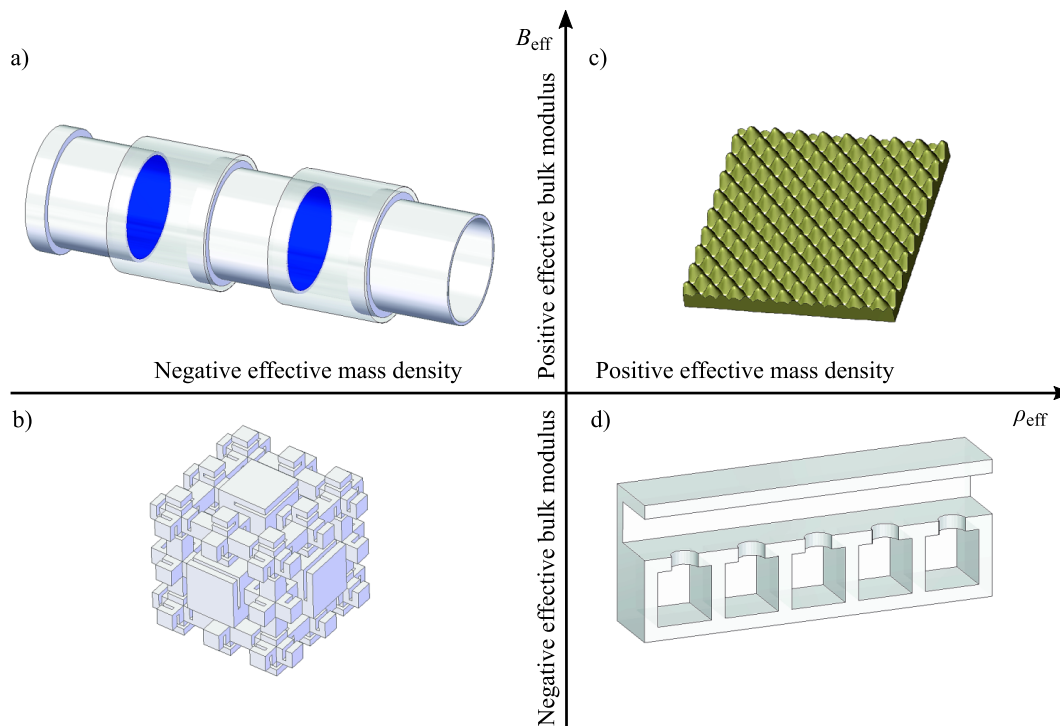 a)
B_eff
c)
Positive effective bulk modulus
Negative effective mass density
Positive effective mass density
b)
Negative effective bulk modulus
d)
ρ_eff